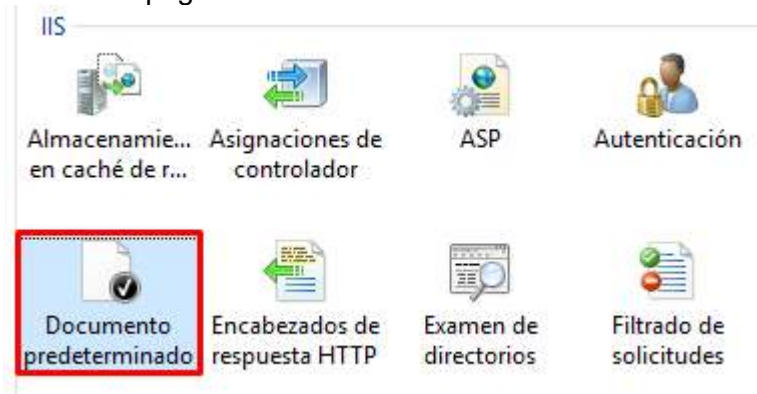 IIS
Almacenamie... Asignaciones de ASP Autenticación
en caché de r... controlador
Documento Encabezados de Examen de Filtrado de
predeterminado respuesta HTTP directorios solicitudes